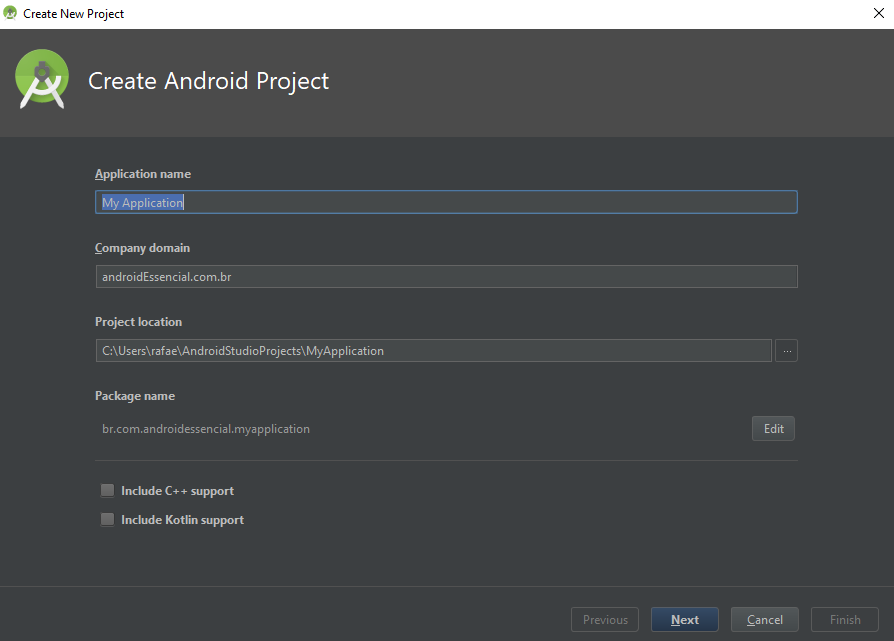 Create New Project
Create Android Project
Application name
My Application
Company domain
androidEssencial.com.br
Project location
C:\Users\rafae\AndroidStudioProjects\MyApplication
...
Package name
br.com.androidessencial.myapplication
Edit
Include C++ support
Include Kotlin support
Previous Next Cancel Finish